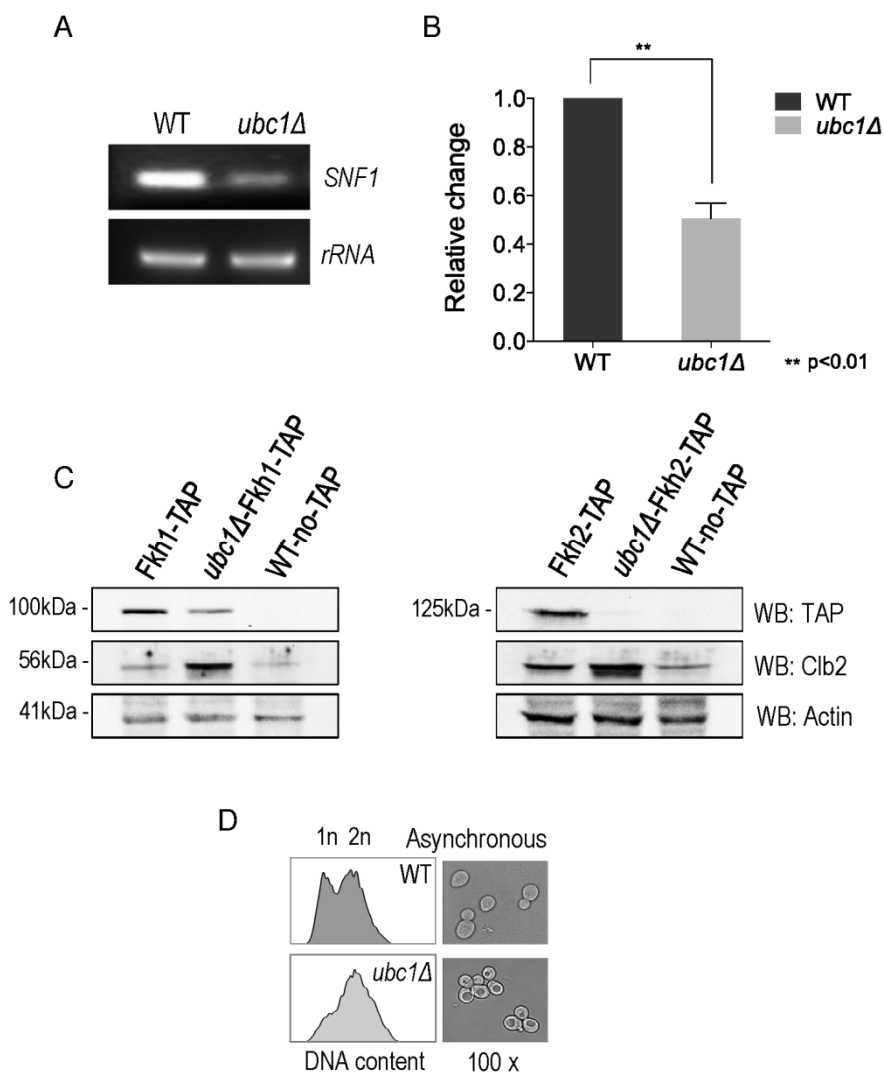 A
WT ubc1Δ
SNF1
rRNA
B
**
WT
ubc1Δ
Relative change
1.0
0.8
0.6
0.4
0.2
0.0
WT ubc1Δ
** p<0.01
C
Fkh1-TAP
ubc1Δ-Fkh1-TAP
WT-no-TAP
100kDa -
56kDa -
41kDa -
Fkh2-TAP
ubc1Δ-Fkh2-TAP
WT-no-TAP
125kDa -
WB: TAP
WB: Clb2
WB: Actin
D
1n 2n Asynchronous
WT
ubc1Δ
DNA content 100 x